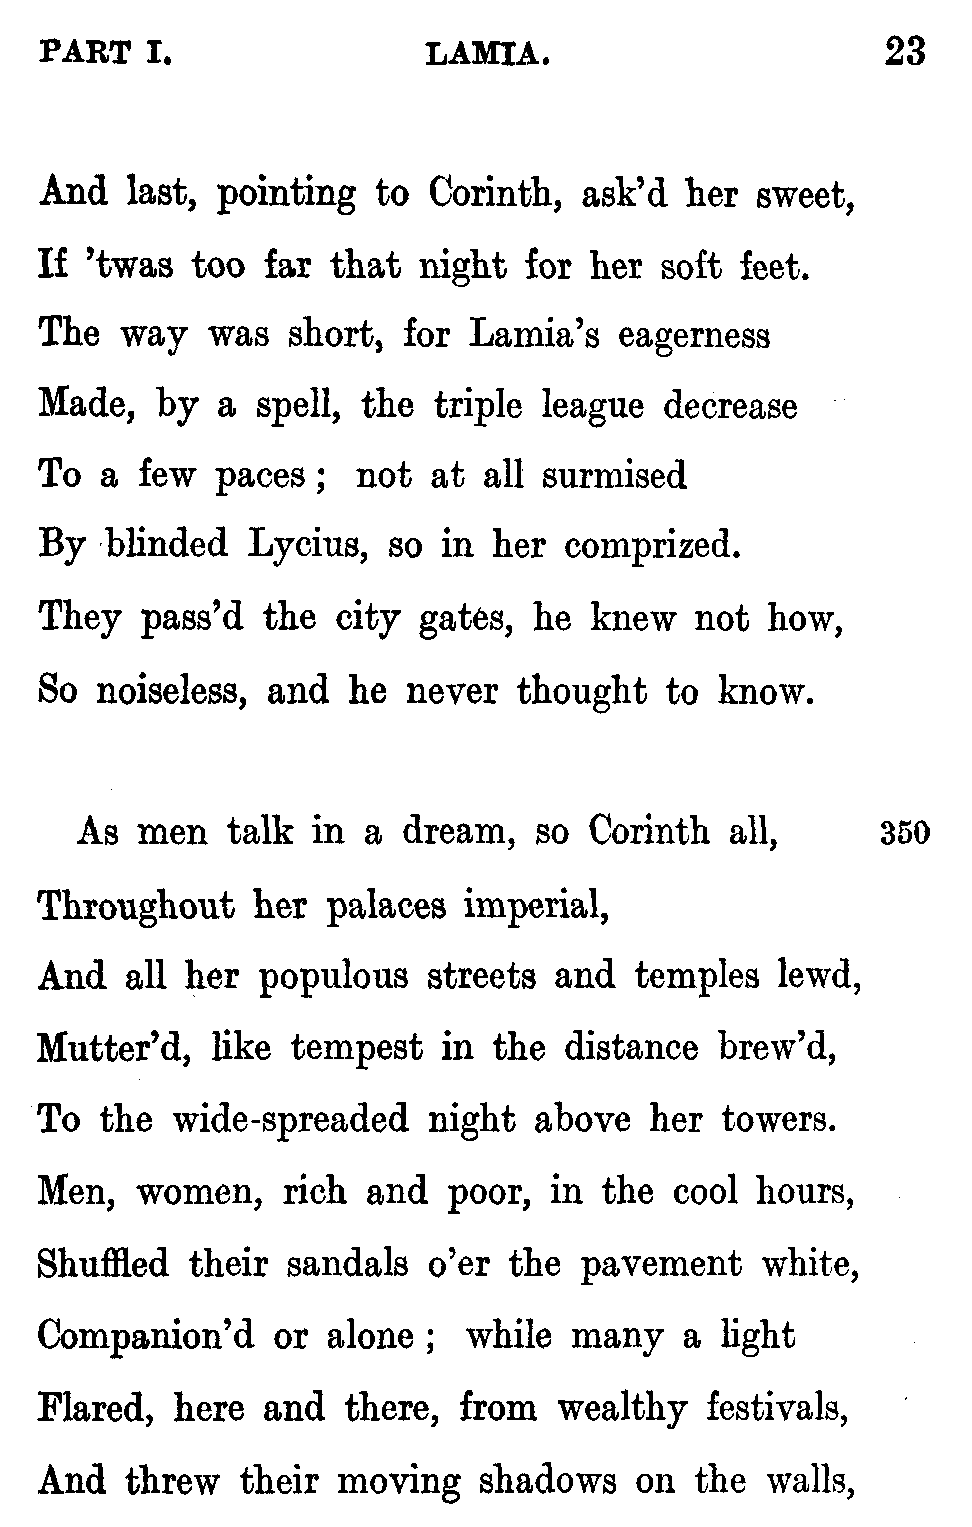 PART I. LAMIA. 23
And last, pointing to Corinth, ask'd her sweet,
If 'twas too far that night for her soft feet.
The way was short, for Lamia's eagerness
Made, by a spell, the triple league decrease
To a few paces ; not at all surmised
By blinded Lycius, so in her comprized.
They pass'd the city gates, he knew not how,
So noiseless, and he never thought to know.
As men talk in a dream, so Corinth all, 350
Throughout her palaces imperial,
And all her populous streets and temples lewd,
Mutter'd, like tempest in the distance brew'd,
To the wide-spreaded night above her towers.
Men, women, rich and poor, in the cool hours,
Shuffled their sandals o'er the pavement white,
Companion'd or alone ; while many a light
Flared, here and there, from wealthy festivals,
And threw their moving shadows on the walls,